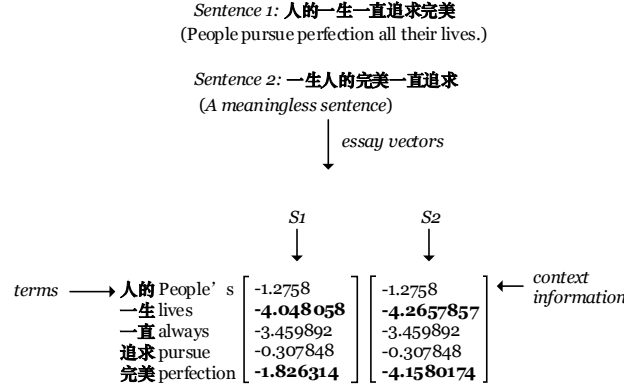 Sentence 1: 人的一生一直追求完美
(People pursue perfection all their lives.)
Sentence 2: 一生人的完美一直追求
(A meaningless sentence)
essay vectors
S1 S2
terms
context
information
人的 People's -1.2758 -1.2758
一生 lives -4.048058 -4.2657857
一直 always -3.459892 -3.459892
追求 pursue -0.307848 -0.307848
完美 perfection -1.826314 -4.1580174